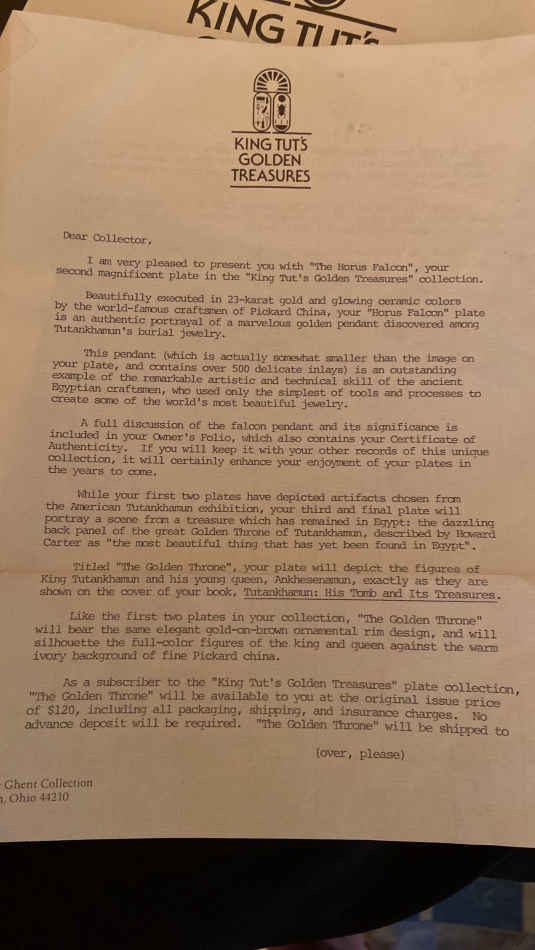 KING TUT'S
KING TUT'S
GOLDEN
TREASURES
Dear Collector,
I am very pleased to present you with "The Horus Falcon", your
second magnificent plate in the "King Tut's Golden Treasures" collection.
Beautifully executed in 23-karat gold and glowing ceramic colors
by the world-famous craftsmen of Pickard China, your "Horus Falcon" plate
is an authentic portrayal of a marvelous golden pendant discovered among
Tutankhamun's burial jewelry.
This pendant (which is actually somewhat smaller than the image on
your plate, and contains over 500 delicate inlays) is an outstanding
example of the remarkable artistic and technical skill of the ancient
Egyptian craftsmen, who used only the simplest of tools and processes to
create some of the world's most beautiful jewelry.
A full discussion of the falcon pendant and its significance is
included in your Owner's Folio, which also contains your Certificate of
Authenticity. If you will keep it with your other records of this unique
collection, it will certainly enhance your enjoyment of your plates in
the years to come.
While your first two plates have depicted artifacts chosen from
the American Tutankhamun exhibition, your third and final plate will
portray a scene from a treasure which has remained in Egypt: the dazzling
back panel of the great Golden Throne of Tutankhamun, described by Howard
Carter as "the most beautiful thing that has yet been found in Egypt".
Titled "The Golden Throne", your plate will depict the figures of
King Tutankhamun and his young queen, Ankhesenamun, exactly as they are
shown on the cover of your book, Tutankhamun: His Tomb and Its Treasures.
Like the first two plates in your collection, "The Golden Throne"
will bear the same elegant gold-on-brown ornamental rim design, and will
silhouette the full-color figures of the king and queen against the warm
ivory background of fine Pickard china.
As a subscriber to the "King Tut's Golden Treasures" plate collection,
"The Golden Throne" will be available to you at the original issue price
of $120, including all packaging, shipping, and insurance charges. No
advance deposit will be required. "The Golden Throne" will be shipped to
(over, please)
Ghent Collection
Ohio 44210